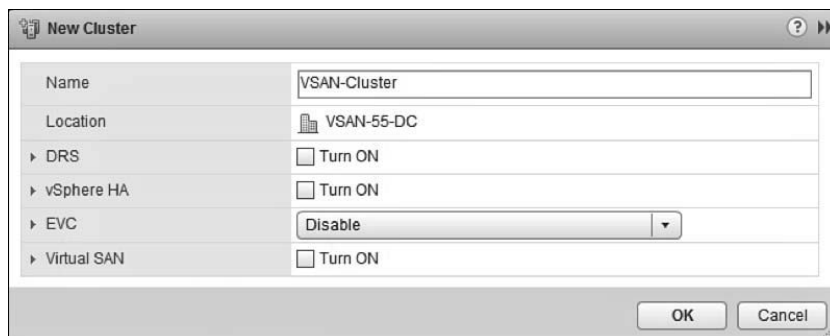 New Cluster
Name VSAN-Cluster
Location VSAN-55-DC
DRS Turn ON
vSphere HA Turn ON
EVC Disable
Virtual SAN Turn ON
OK Cancel